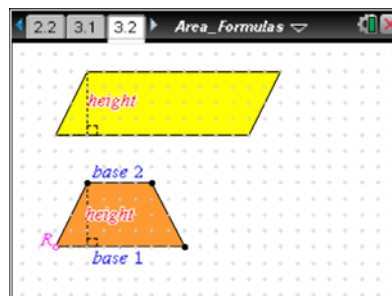 2.2 3.1 3.2 Area_Formulas
height
base 2
height
R
base 1